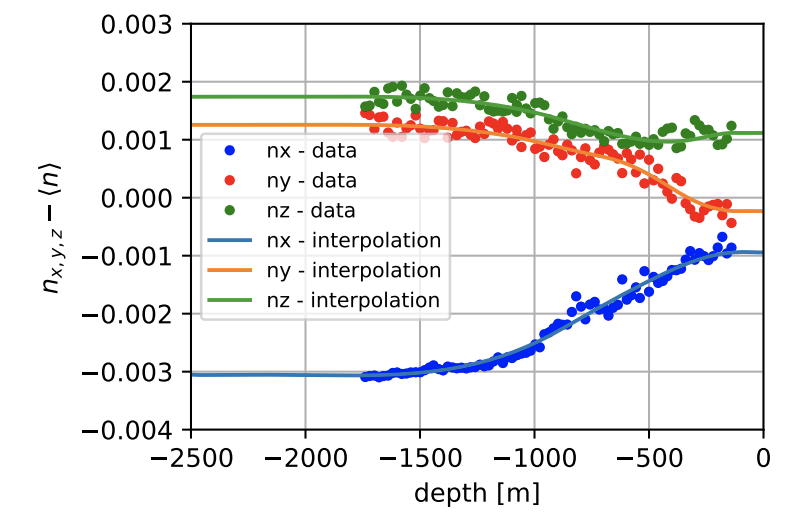 0.003
0.002
0.001
0.000
−0.001
−0.002
−0.003
−0.004
n_{x, y, z} − ⟨n⟩
nx - data
ny - data
nz - data
nx - interpolation
ny - interpolation
nz - interpolation
−2500 −2000 −1500 −1000 −500 0
depth [m]